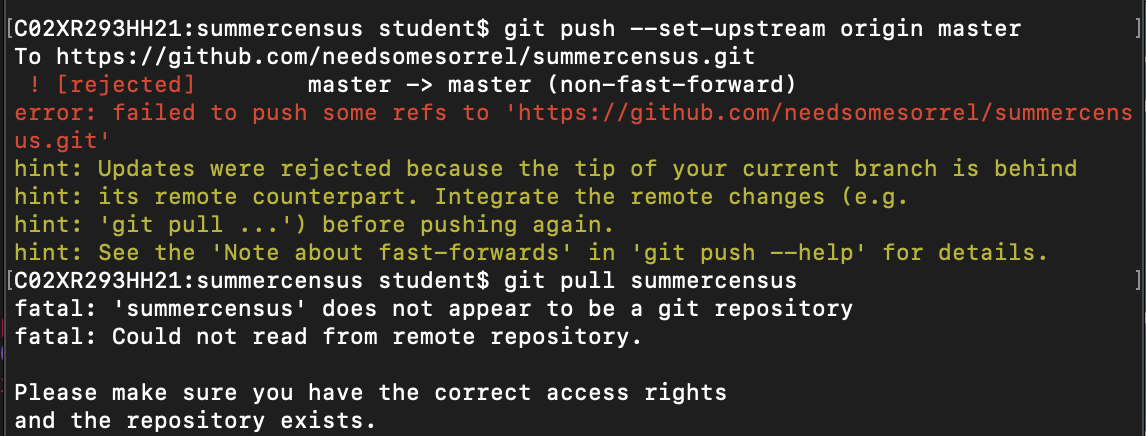 [C02XR293HH21:summercensus student$ git push --set-upstream origin master ]
To https://github.com/needsomesorrel/summercensus.git
 ! [rejected]        master -> master (non-fast-forward)
error: failed to push some refs to 'https://github.com/needsomesorrel/summercens
us.git'
hint: Updates were rejected because the tip of your current branch is behind
hint: its remote counterpart. Integrate the remote changes (e.g.
hint: 'git pull ...') before pushing again.
hint: See the 'Note about fast-forwards' in 'git push --help' for details.
[C02XR293HH21:summercensus student$ git pull summercensus ]
fatal: 'summercensus' does not appear to be a git repository
fatal: Could not read from remote repository.

Please make sure you have the correct access rights
and the repository exists.